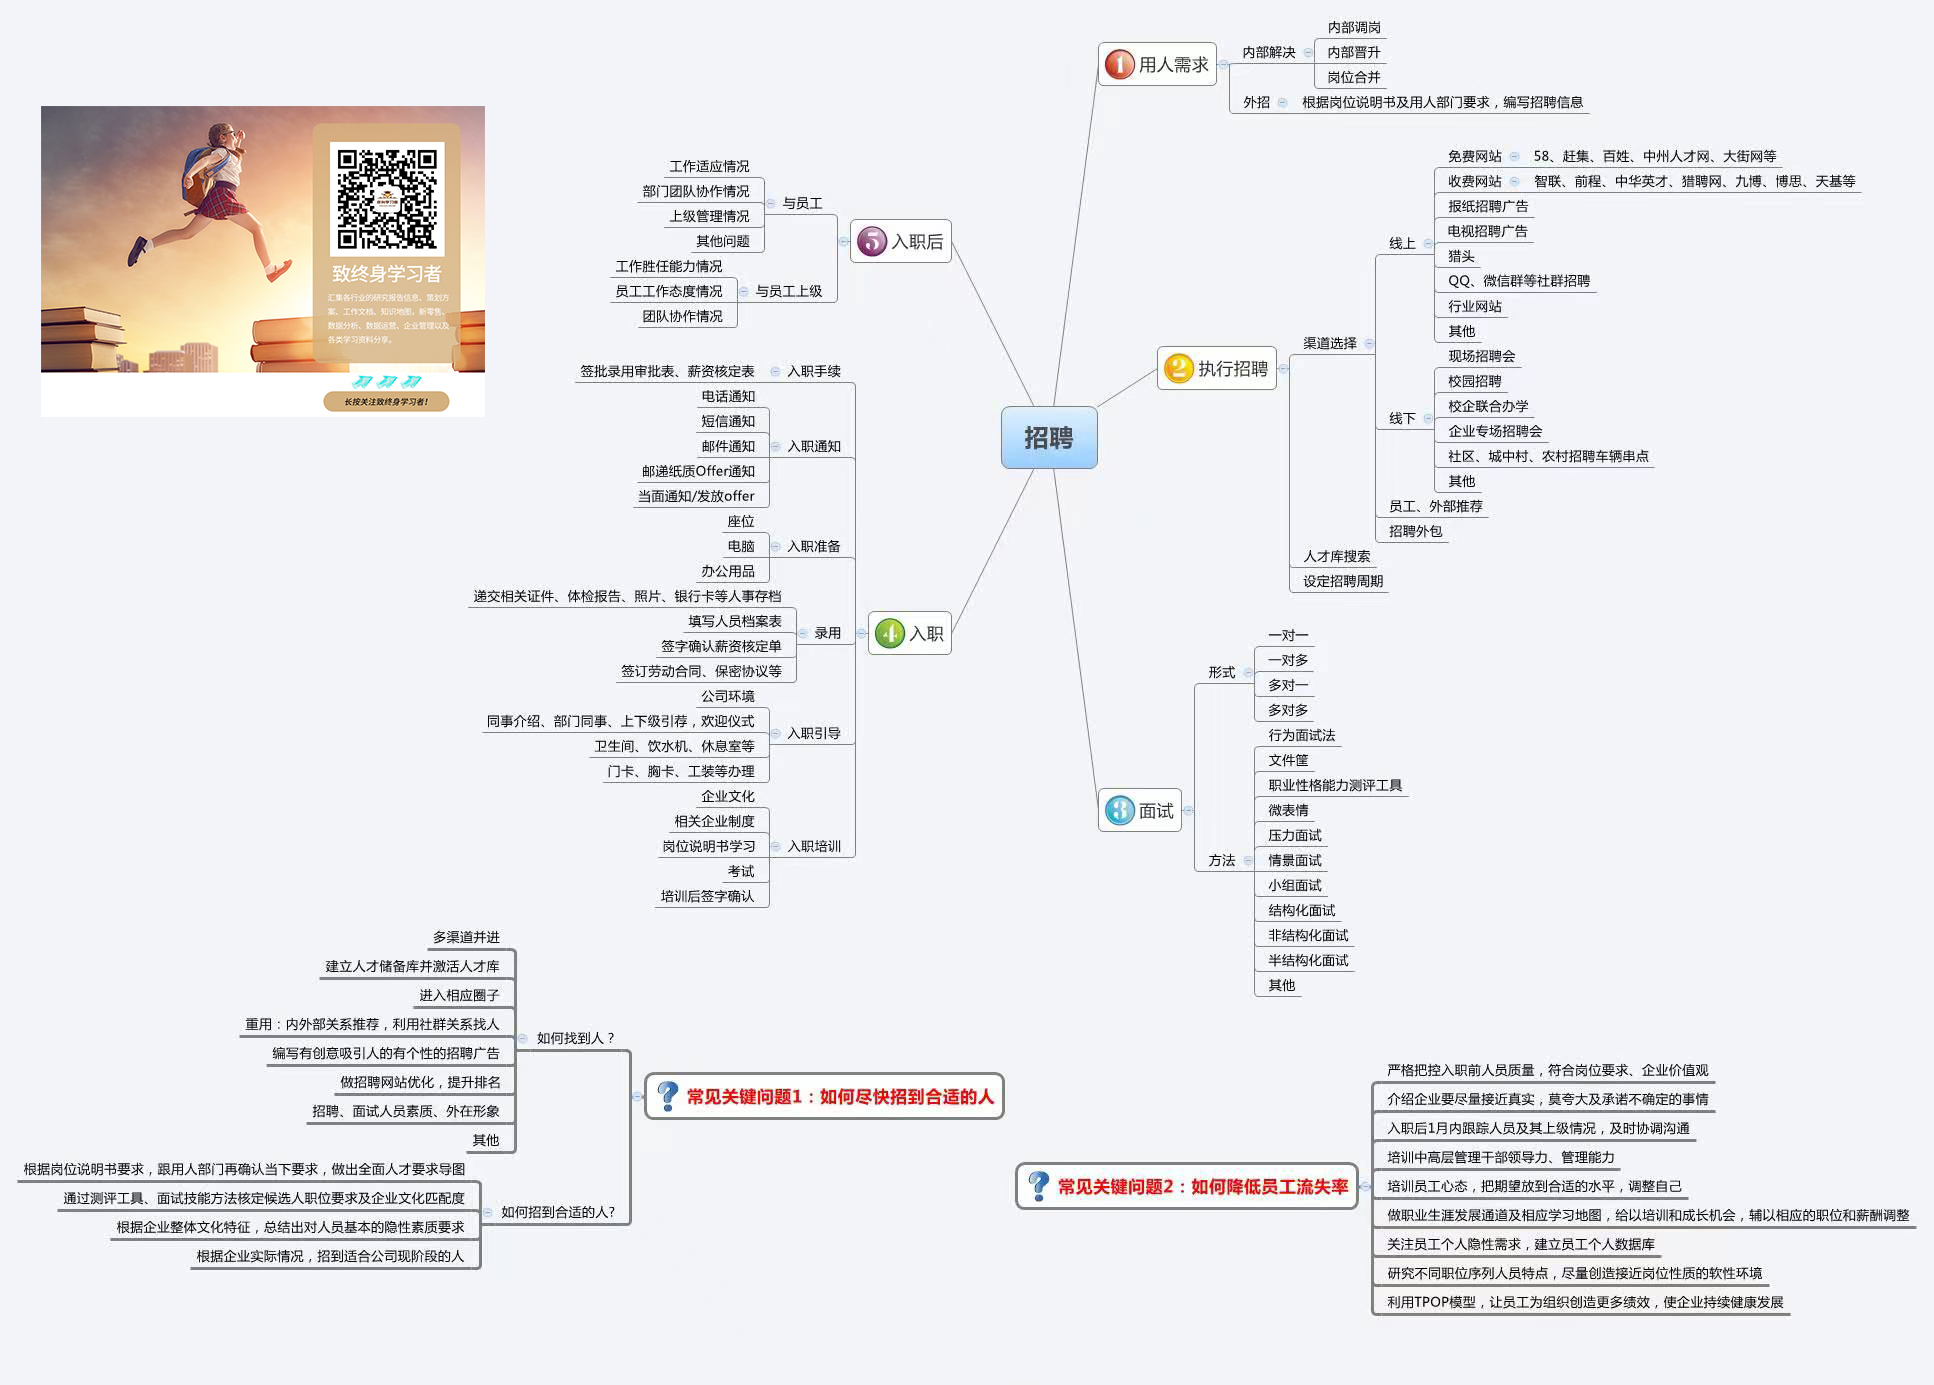 招聘
1 用人需求
内部解决
内部调岗
内部晋升
岗位合并
外招
根据岗位说明书及用人部门要求，编写招聘信息
2 执行招聘
渠道选择
线上
免费网站
58、赶集、百姓、中州人才网、大街网等
收费网站
智联、前程、中华英才、猎聘网、九博、博思、天基等
报纸招聘广告
电视招聘广告
猎头
QQ、微信群等社群招聘
行业网站
其他
线下
现场招聘会
校园招聘
校企联合办学
企业专场招聘会
社区、城中村、农村招聘车辆串点
其他
员工、外部推荐
招聘外包
人才库搜索
设定招聘周期
3 面试
形式
一对一
一对多
多对一
多对多
方法
行为面试法
文件筐
职业性格能力测评工具
微表情
压力面试
情景面试
小组面试
结构化面试
非结构化面试
半结构化面试
其他
4 入职
入职手续
签批录用审批表、薪资核定表
入职通知
电话通知
短信通知
邮件通知
邮递纸质Offer通知
当面通知/发放offer
入职准备
座位
电脑
办公用品
录用
递交相关证件、体检报告、照片、银行卡等人事存档
填写人员档案表
签字确认薪资核定单
签订劳动合同、保密协议等
入职引导
公司环境
同事介绍、部门同事、上下级引荐，欢迎仪式
卫生间、饮水机、休息室等
门卡、胸卡、工装等办理
入职培训
企业文化
相关企业制度
岗位说明书学习
考试
培训后签字确认
5 入职后
与员工
工作适应情况
部门团队协作情况
上级管理情况
其他问题
与员工上级
工作胜任能力情况
员工工作态度情况
团队协作情况
致终身学习者
汇集各行业的研究报告信息、策划方
案、工作文档、知识地图，新零售、
数据分析、数据运营、企业管理以及
各类学习资料分享。
长按关注致终身学习者！
常见关键问题1：如何尽快招到合适的人
如何找到人？
多渠道并进
建立人才储备库并激活人才库
进入相应圈子
重用：内外部关系推荐，利用社群关系找人
编写有创意吸引人的有个性的招聘广告
做招聘网站优化，提升排名
招聘、面试人员素质、外在形象
其他
如何招到合适的人?
根据岗位说明书要求，跟用人部门再确认当下要求，做出全面人才要求导图
通过测评工具、面试技能方法核定候选人职位要求及企业文化匹配度
根据企业整体文化特征，总结出对人员基本的隐性素质要求
根据企业实际情况，招到适合公司现阶段的人
常见关键问题2：如何降低员工流失率
严格把控入职前人员质量，符合岗位要求、企业价值观
介绍企业要尽量接近真实，莫夸大及承诺不确定的事情
入职后1月内跟踪人员及其上级情况，及时协调沟通
培训中高层管理干部领导力、管理能力
培训员工心态，把期望放到合适的水平，调整自己
做职业生涯发展通道及相应学习地图，给以培训和成长机会，辅以相应的职位和薪酬调整
关注员工个人隐性需求，建立员工个人数据库
研究不同职位序列人员特点，尽量创造接近岗位性质的软性环境
利用TPOP模型，让员工为组织创造更多绩效，使企业持续健康发展